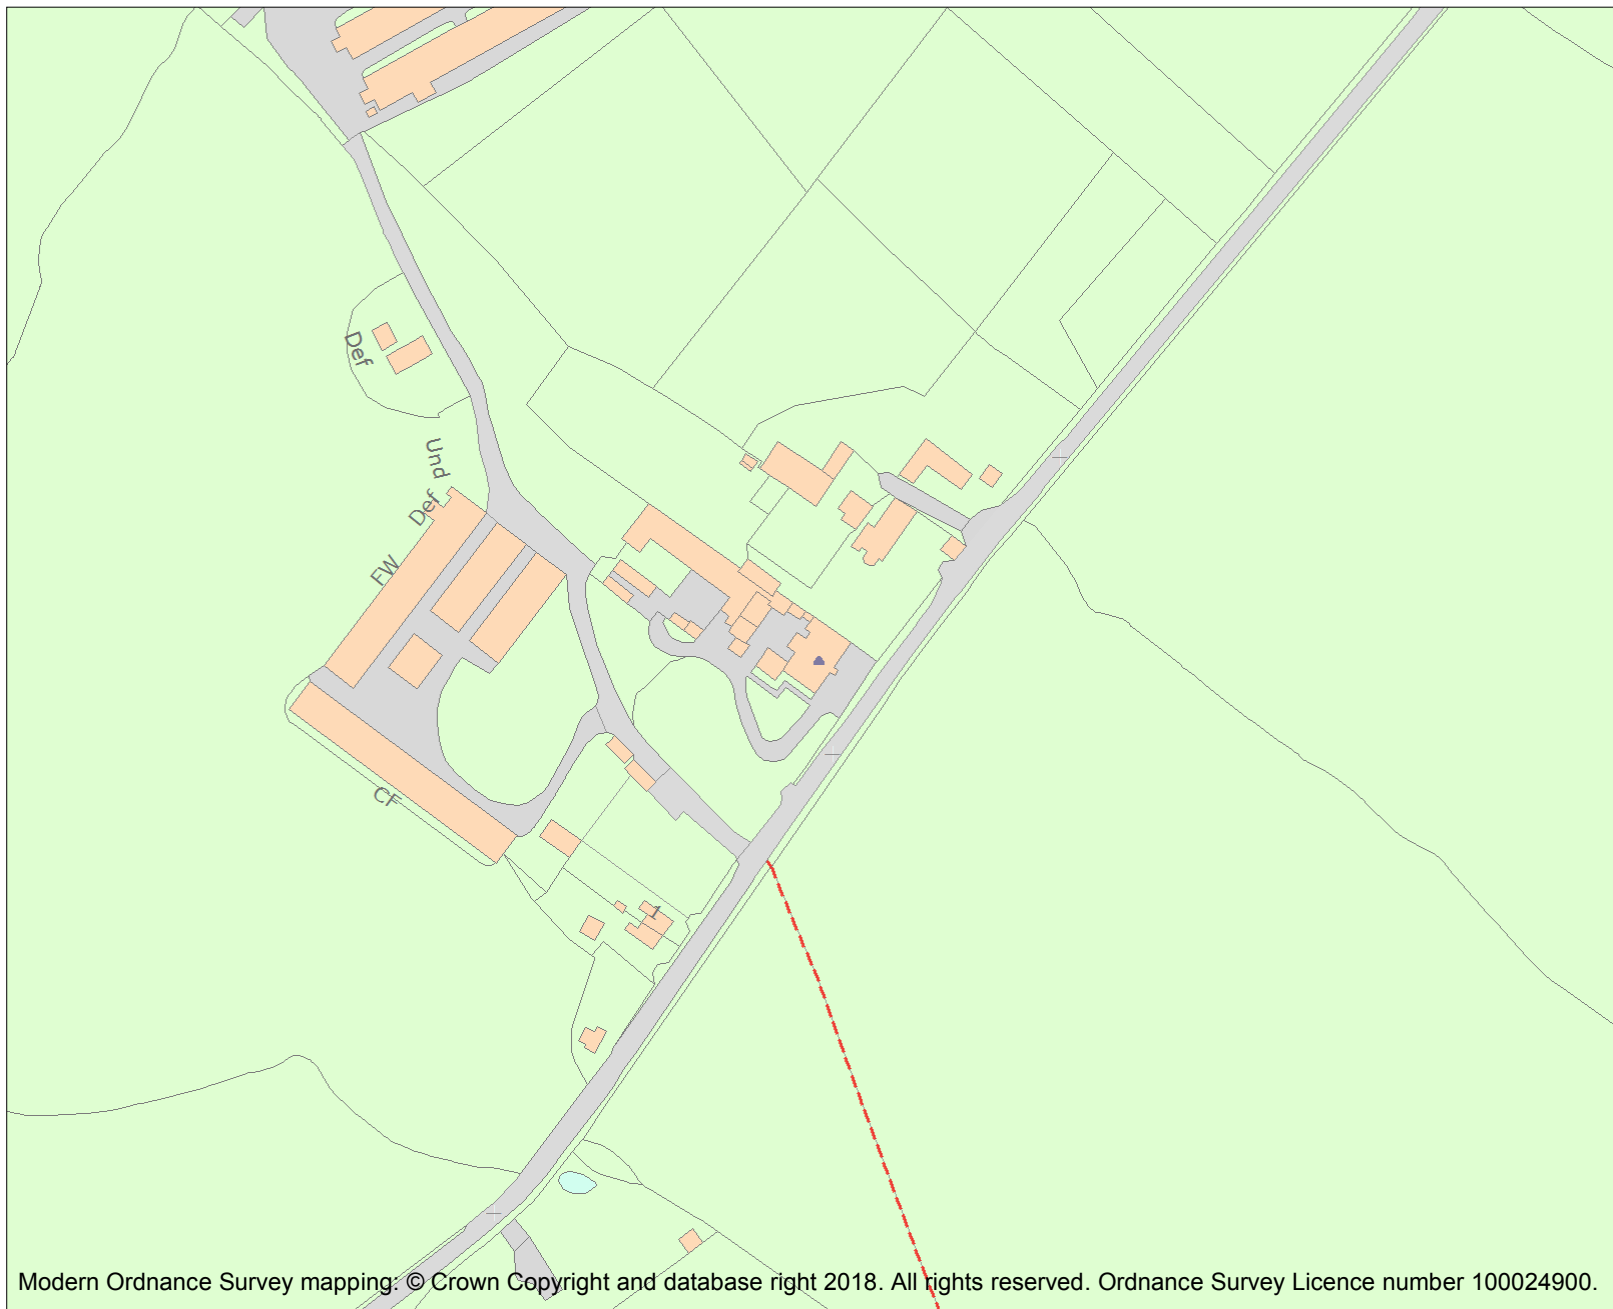 Def
Und
Def
FW
CF
1
Modern Ordnance Survey mapping: © Crown Copyright and database right 2018. All rights reserved. Ordnance Survey Licence number 100024900.